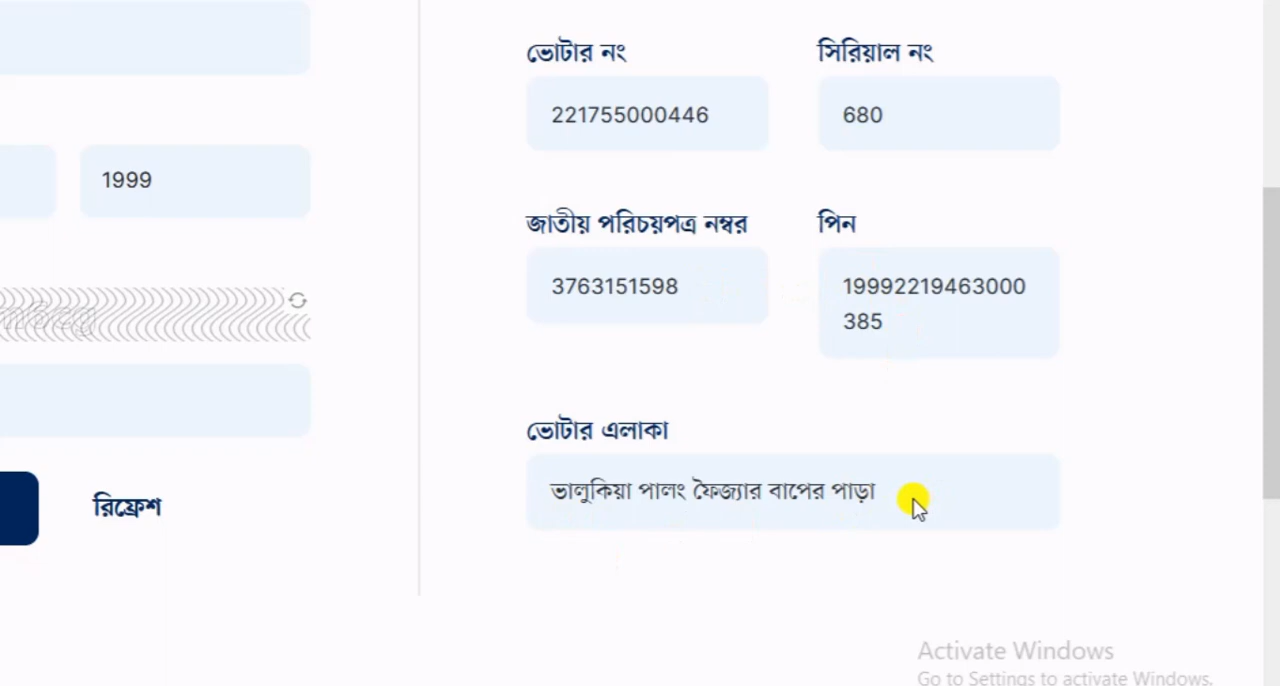 ভোটার নং
সিরিয়াল নং
221755000446
680
1999
জাতীয় পরিচয়পত্র নম্বর
পিন
3763151598
19992219463000
385
ভোটার এলাকা
ভালুকিয়া পালং ফৈজ্যার বাপের পাড়া
রিফ্রেশ
Activate Windows
Go to Settings to activate Windows.